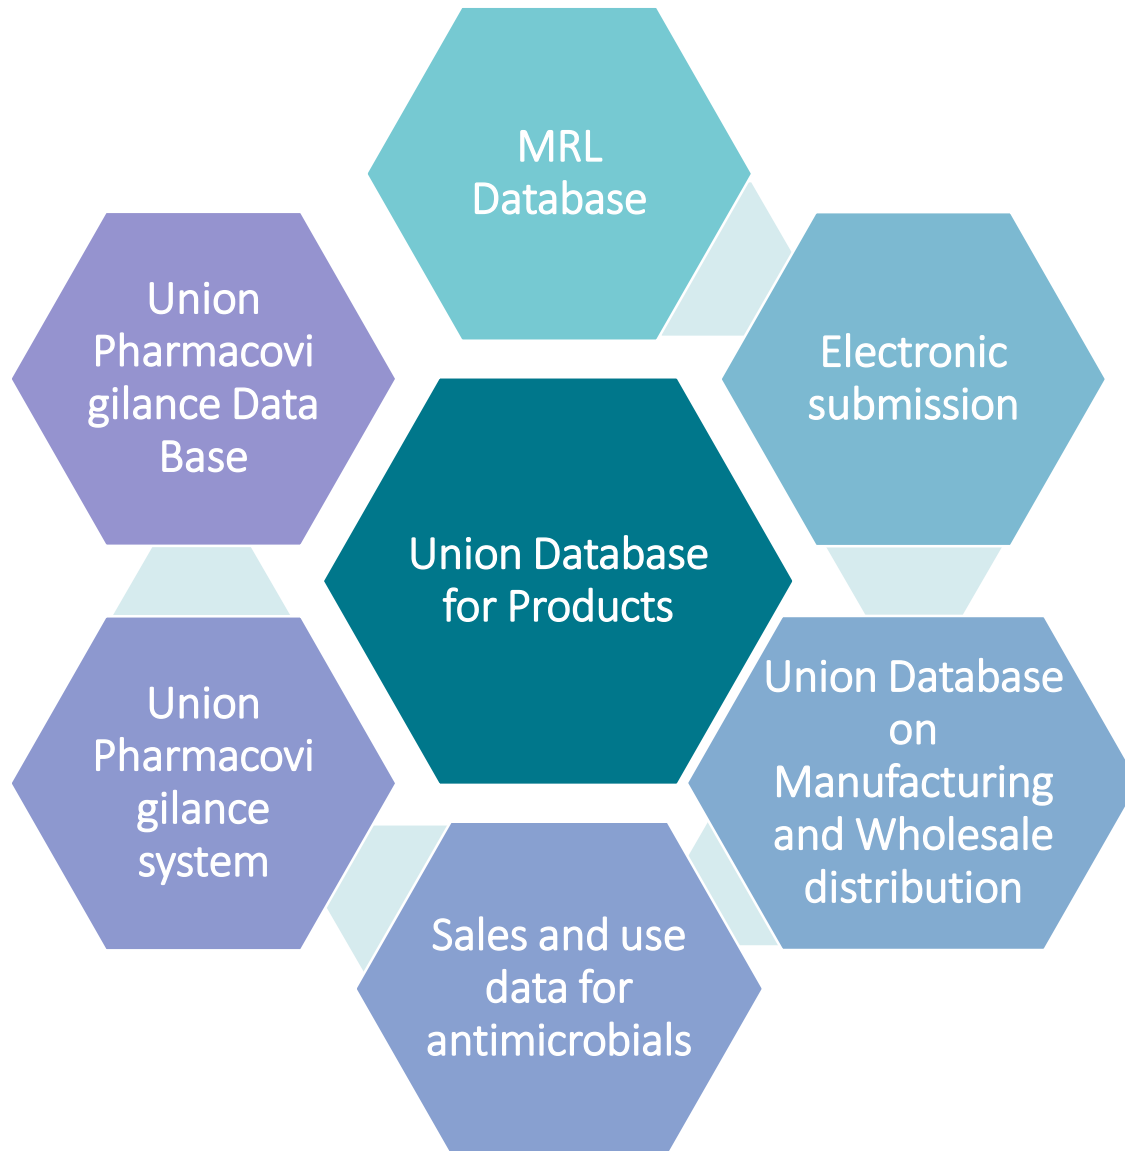 MRL
Database
Electronic
submission
Union Database
on
Manufacturing
and Wholesale
distribution
Sales and use
data for
antimicrobials
Union
Pharmacovi
gilance
system
Union
Pharmacovi
gilance Data
Base
Union Database
for Products